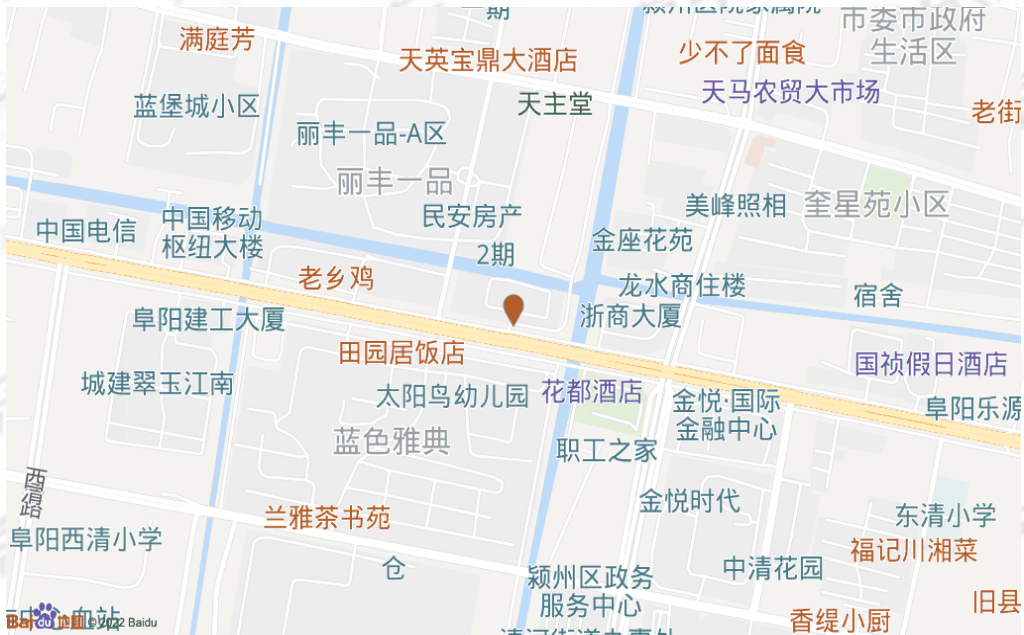 二期
满庭芳
天英宝鼎大酒店
少不了面食
市委市政府
生活区
天马农贸大市场
蓝堡城小区
天主堂
老街
丽丰一品-A区
丽丰一品
民安房产
美峰照相
奎星苑小区
中国电信
中国移动
枢纽大楼
2期
金座花苑
老乡鸡
龙水商住楼
宿舍
阜阳建工大厦
浙商大厦
田园居饭店
国祯假日酒店
城建翠玉江南
太阳鸟幼儿园
花都酒店
金悦·国际
金融中心
阜阳乐源
蓝色雅典
职工之家
西清路
金悦时代
兰雅茶书苑
东清小学
阜阳西清小学
福记川湘菜
仓
中清花园
颍州区政务
服务中心
旧县
香缇小厨
血站
Bai du 地图 © 2022 Baidu